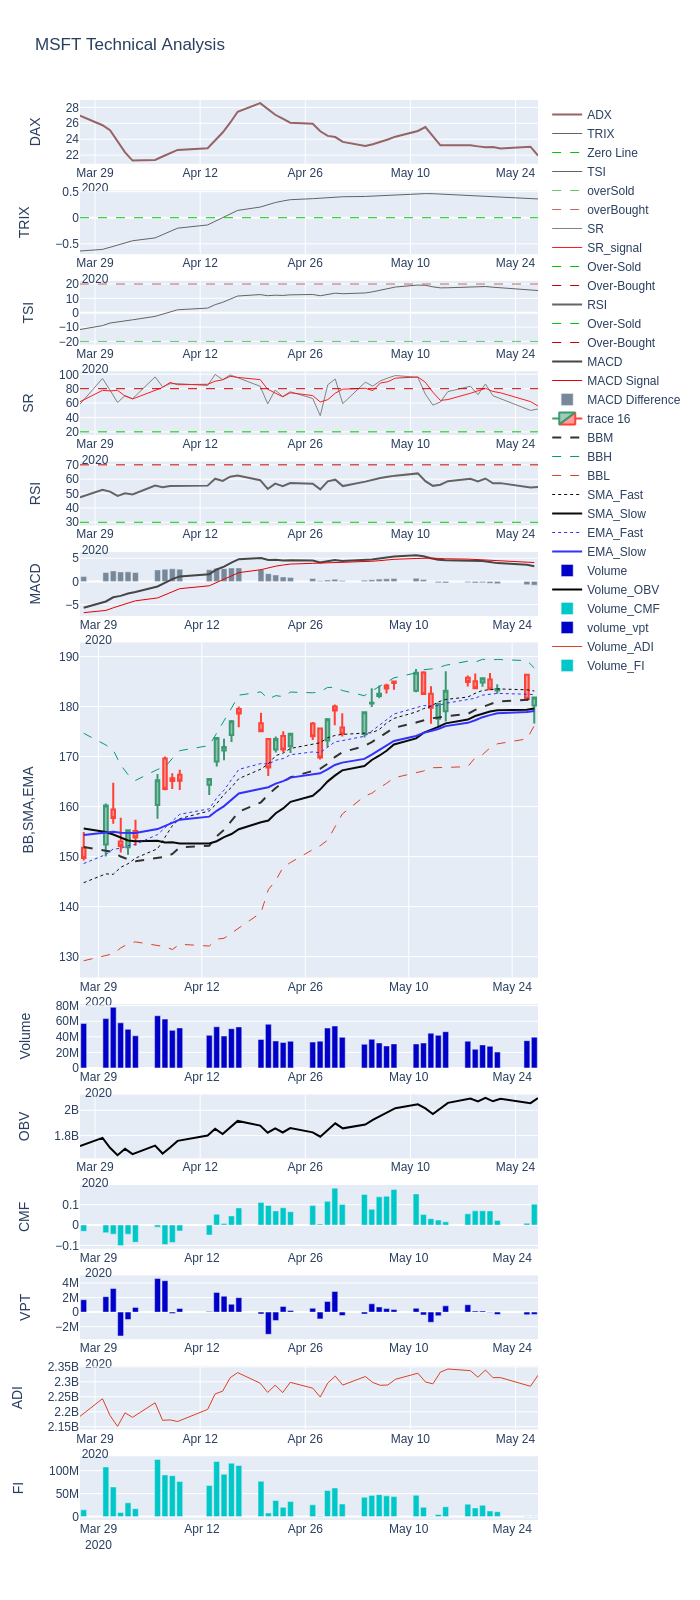 MSFT Technical Analysis
DAX
28
26
24
22
Mar 29
Apr 12
Apr 26
May 10
May 24
2020
TRIX
0.5
0
−0.5
Mar 29
Apr 12
Apr 26
May 10
May 24
2020
TSI
20
10
0
−10
−20
Mar 29
Apr 12
Apr 26
May 10
May 24
2020
SR
100
80
60
40
20
Mar 29
Apr 12
Apr 26
May 10
May 24
2020
RSI
70
60
50
40
30
Mar 29
Apr 12
Apr 26
May 10
May 24
2020
MACD
5
0
−5
Mar 29
Apr 12
Apr 26
May 10
May 24
2020
BB,SMA,EMA
190
180
170
160
150
140
130
Mar 29
Apr 12
Apr 26
May 10
May 24
2020
Volume
80M
60M
40M
20M
0
Mar 29
Apr 12
Apr 26
May 10
May 24
2020
OBV
2B
1.8B
Mar 29
Apr 12
Apr 26
May 10
May 24
2020
CMF
0.1
0
−0.1
Mar 29
Apr 12
Apr 26
May 10
May 24
2020
VPT
4M
2M
0
−2M
Mar 29
Apr 12
Apr 26
May 10
May 24
2020
ADI
2.35B
2.3B
2.25B
2.2B
2.15B
Mar 29
Apr 12
Apr 26
May 10
May 24
2020
FI
100M
50M
0
Mar 29
Apr 12
Apr 26
May 10
May 24
2020
ADX
TRIX
Zero Line
TSI
overSold
overBought
SR
SR_signal
Over-Sold
Over-Bought
RSI
Over-Sold
Over-Bought
MACD
MACD Signal
MACD Difference
trace 16
BBM
BBH
BBL
SMA_Fast
SMA_Slow
EMA_Fast
EMA_Slow
Volume
Volume_OBV
Volume_CMF
volume_vpt
Volume_ADI
Volume_FI